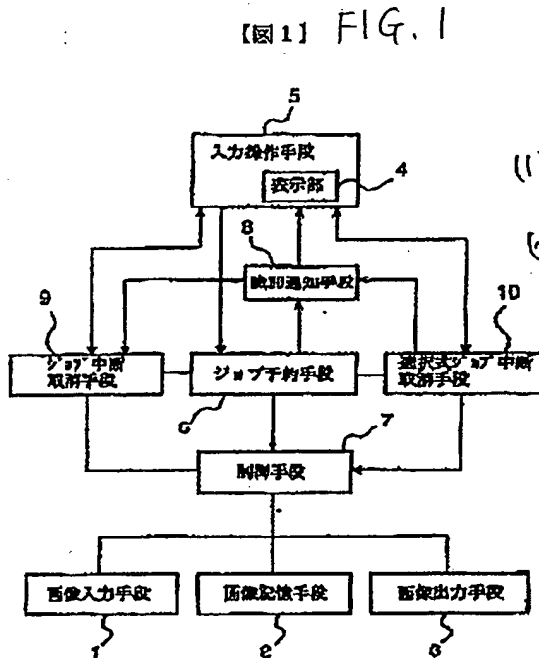 【図1】 FIG. 1
5
入力操作手段
表示部
4
8
識別通知手段
9
10
ジョブ中断
取消手段
ジョブ予約手段
選択式ジョブ中断
取消手段
6
7
制御手段
画像入力手段
画像記憶手段
画像出力手段
1
2
3